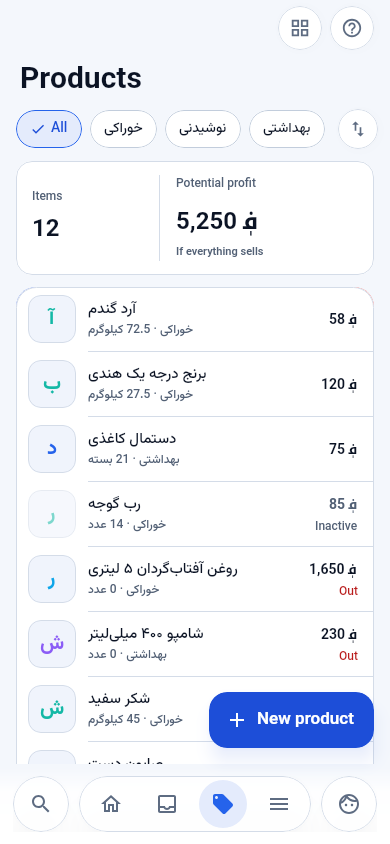 Products
All
خوراکی
نوشیدنی
بهداشتی
Items
12
Potential profit
5,250 ؋
If everything sells
آ
آرد گندم
خوراکی · 72.5 کیلوگرم
58 ؋
ب
برنج درجه یک هندی
خوراکی · 27.5 کیلوگرم
120 ؋
د
دستمال کاغذی
بهداشتی · 21 بسته
75 ؋
ر
رب گوجه
خوراکی · 14 عدد
85 ؋
Inactive
ر
روغن آفتاب‌گردان ۵ لیتری
خوراکی · 0 عدد
1,650 ؋
Out
ش
شامپو ۴۰۰ میلی‌لیتر
بهداشتی · 0 عدد
230 ؋
Out
ش
شکر سفید
خوراکی · 45 کیلوگرم
New product
صابون دست